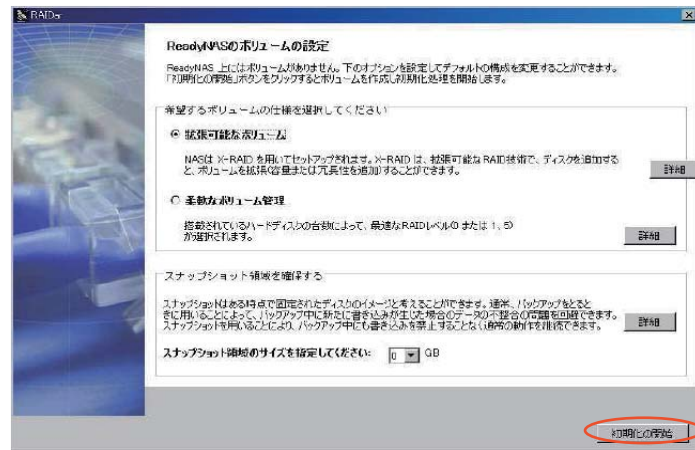 RAIDar
ReadyNASのボリュームの設定
ReadyNAS 上にはボリュームがありません。下のオプションを設定してデフォルトの構成を変更することができます。
「初期化の開始」ボタンをクリックするとボリュームを作成し初期化処理を開始します。
希望するボリュームの仕様を選択してください
拡張可能なボリューム
NASは X-RAID を用いてセットアップされます。X-RAID は、拡張可能な RAID技術で、ディスクを追加する
と、ボリュームを拡張(容量または冗長性を追加)することができます。
詳細
柔軟なボリューム管理
搭載されているハードディスクの台数によって、最適なRAIDレベル(0 または 1、5)
が選択されます。
詳細
スナップショット領域を確保する
スナップショットはある時点で固定されたディスクのイメージと考えることができます。通常、バックアップをとると
きに用いることによって、バックアップ中に新たに書き込みが生じた場合のデータの不整合の問題を回避できます。
スナップショットを用いることにより、バックアップ中にも書き込みを禁止することなく通常の動作を継続できます。
詳細
スナップショット領域のサイズを指定してください:
0 GB
初期化の開始